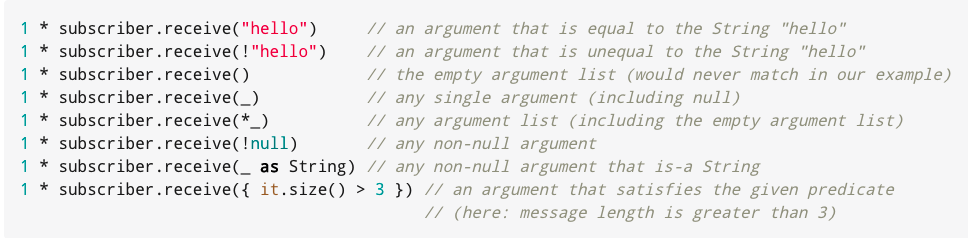 1 * subscriber.receive("hello")     // an argument that is equal to the String "hello"
1 * subscriber.receive(!"hello")    // an argument that is unequal to the String "hello"
1 * subscriber.receive()            // the empty argument list (would never match in our example)
1 * subscriber.receive(_)           // any single argument (including null)
1 * subscriber.receive(*_)          // any argument list (including the empty argument list)
1 * subscriber.receive(!null)       // any non-null argument
1 * subscriber.receive(_ as String) // any non-null argument that is-a String
1 * subscriber.receive({ it.size() > 3 }) // an argument that satisfies the given predicate
                                          // (here: message length is greater than 3)